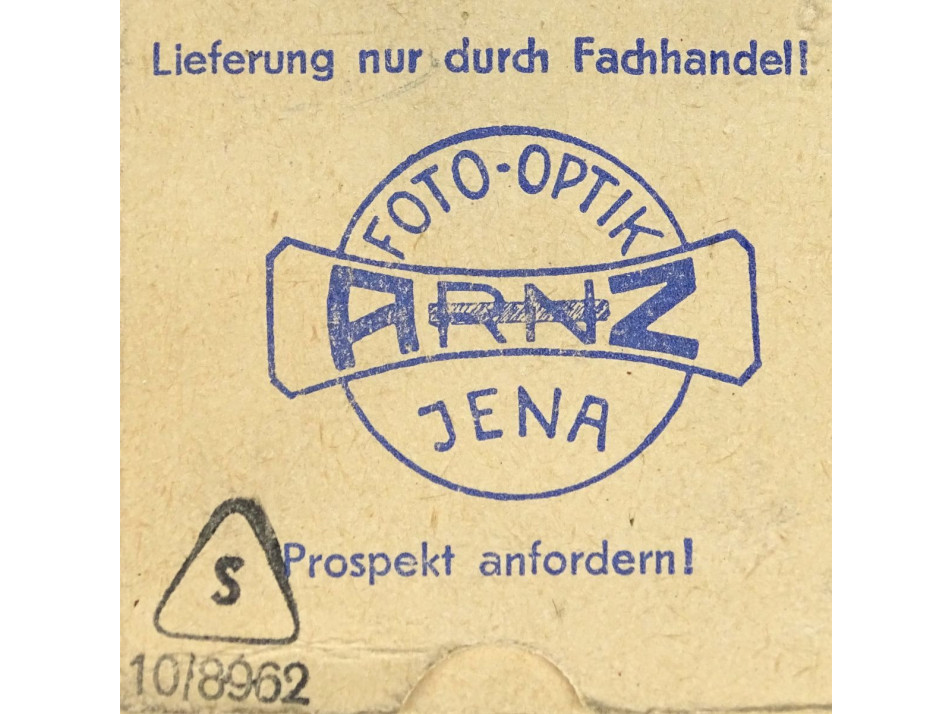 Lieferung nur durch Fachhandel!
FOTO-OPTIK
ARNZ
JENA
Prospekt anfordern!
S
10/8962